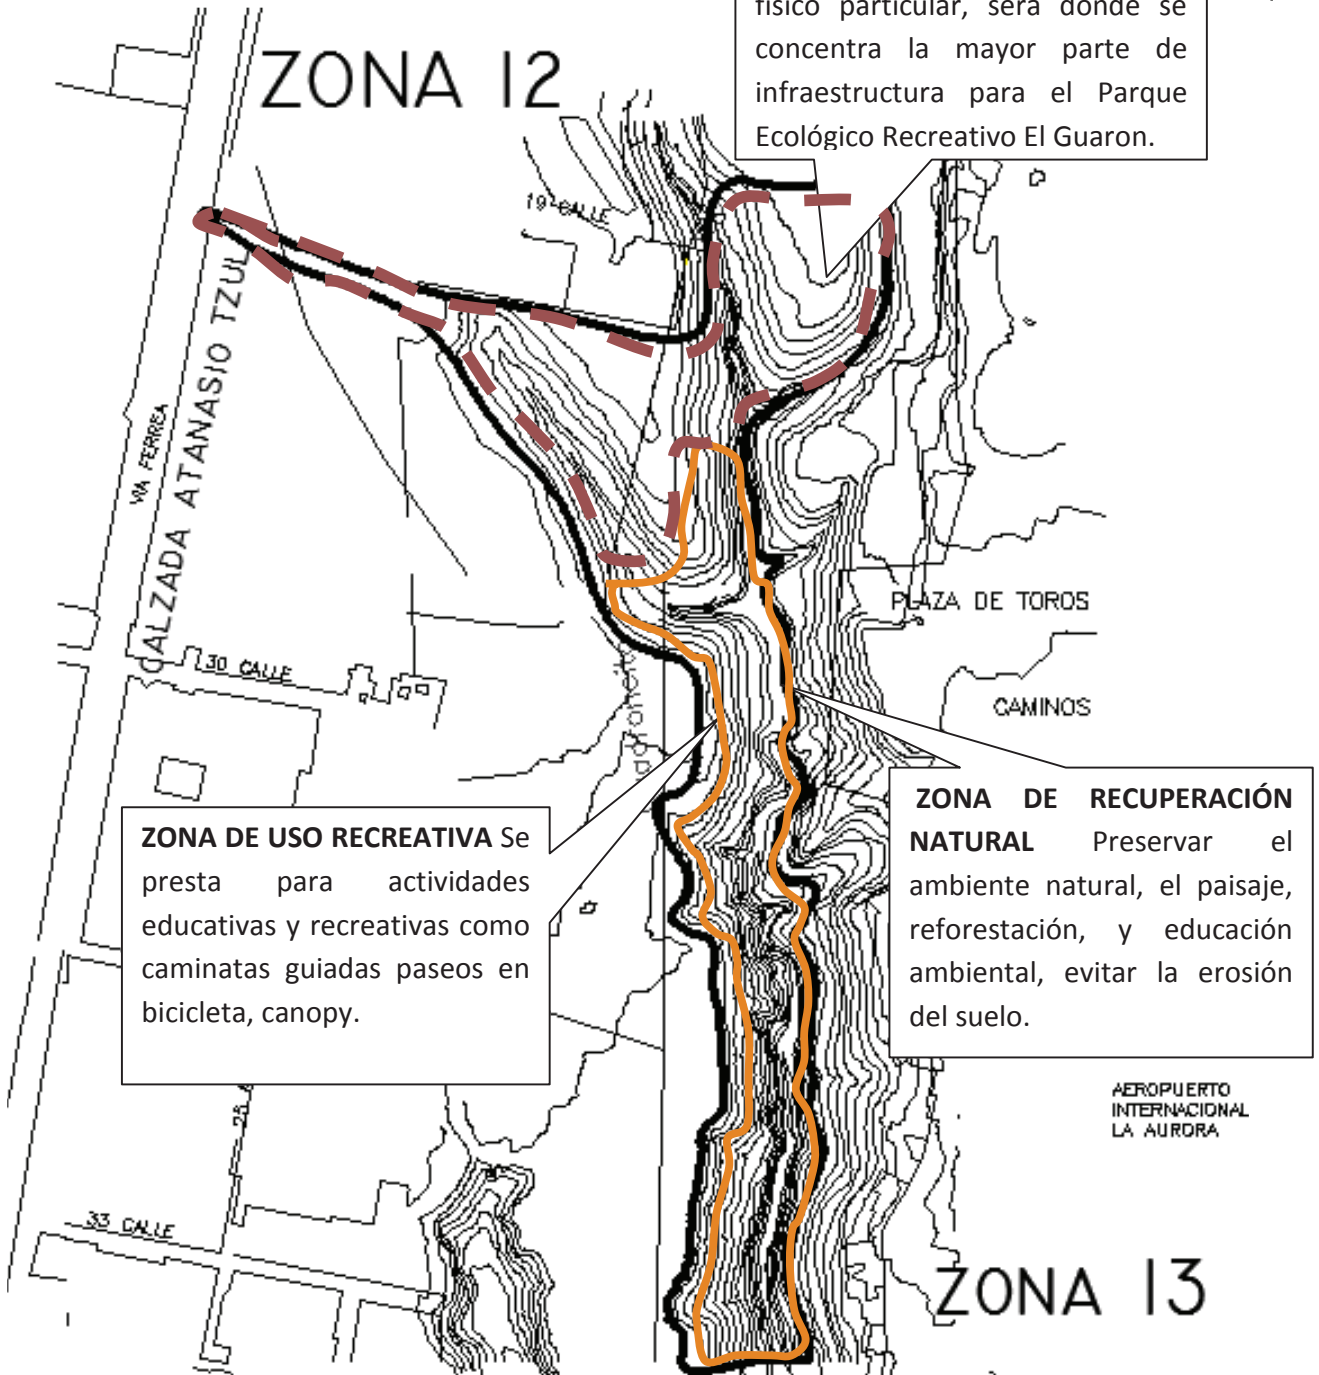 físico particular, será donde se
concentra la mayor parte de
infraestructura para el Parque
Ecológico Recreativo El Guaron.
ZONA 12
19 CALLE
CALZADA ATANASIO TZUL
VIA FERREA
PLAZA DE TOROS
30 CALLE
CAMINOS
ZONA DE USO RECREATIVA Se
presta para actividades
educativas y recreativas como
caminatas guiadas paseos en
bicicleta, canopy.
ZONA DE RECUPERACIÓN
NATURAL Preservar el
ambiente natural, el paisaje,
reforestación, y educación
ambiental, evitar la erosión
del suelo.
AEROPUERTO
INTERNACIONAL
LA AURORA
33 CALLE
ZONA 13